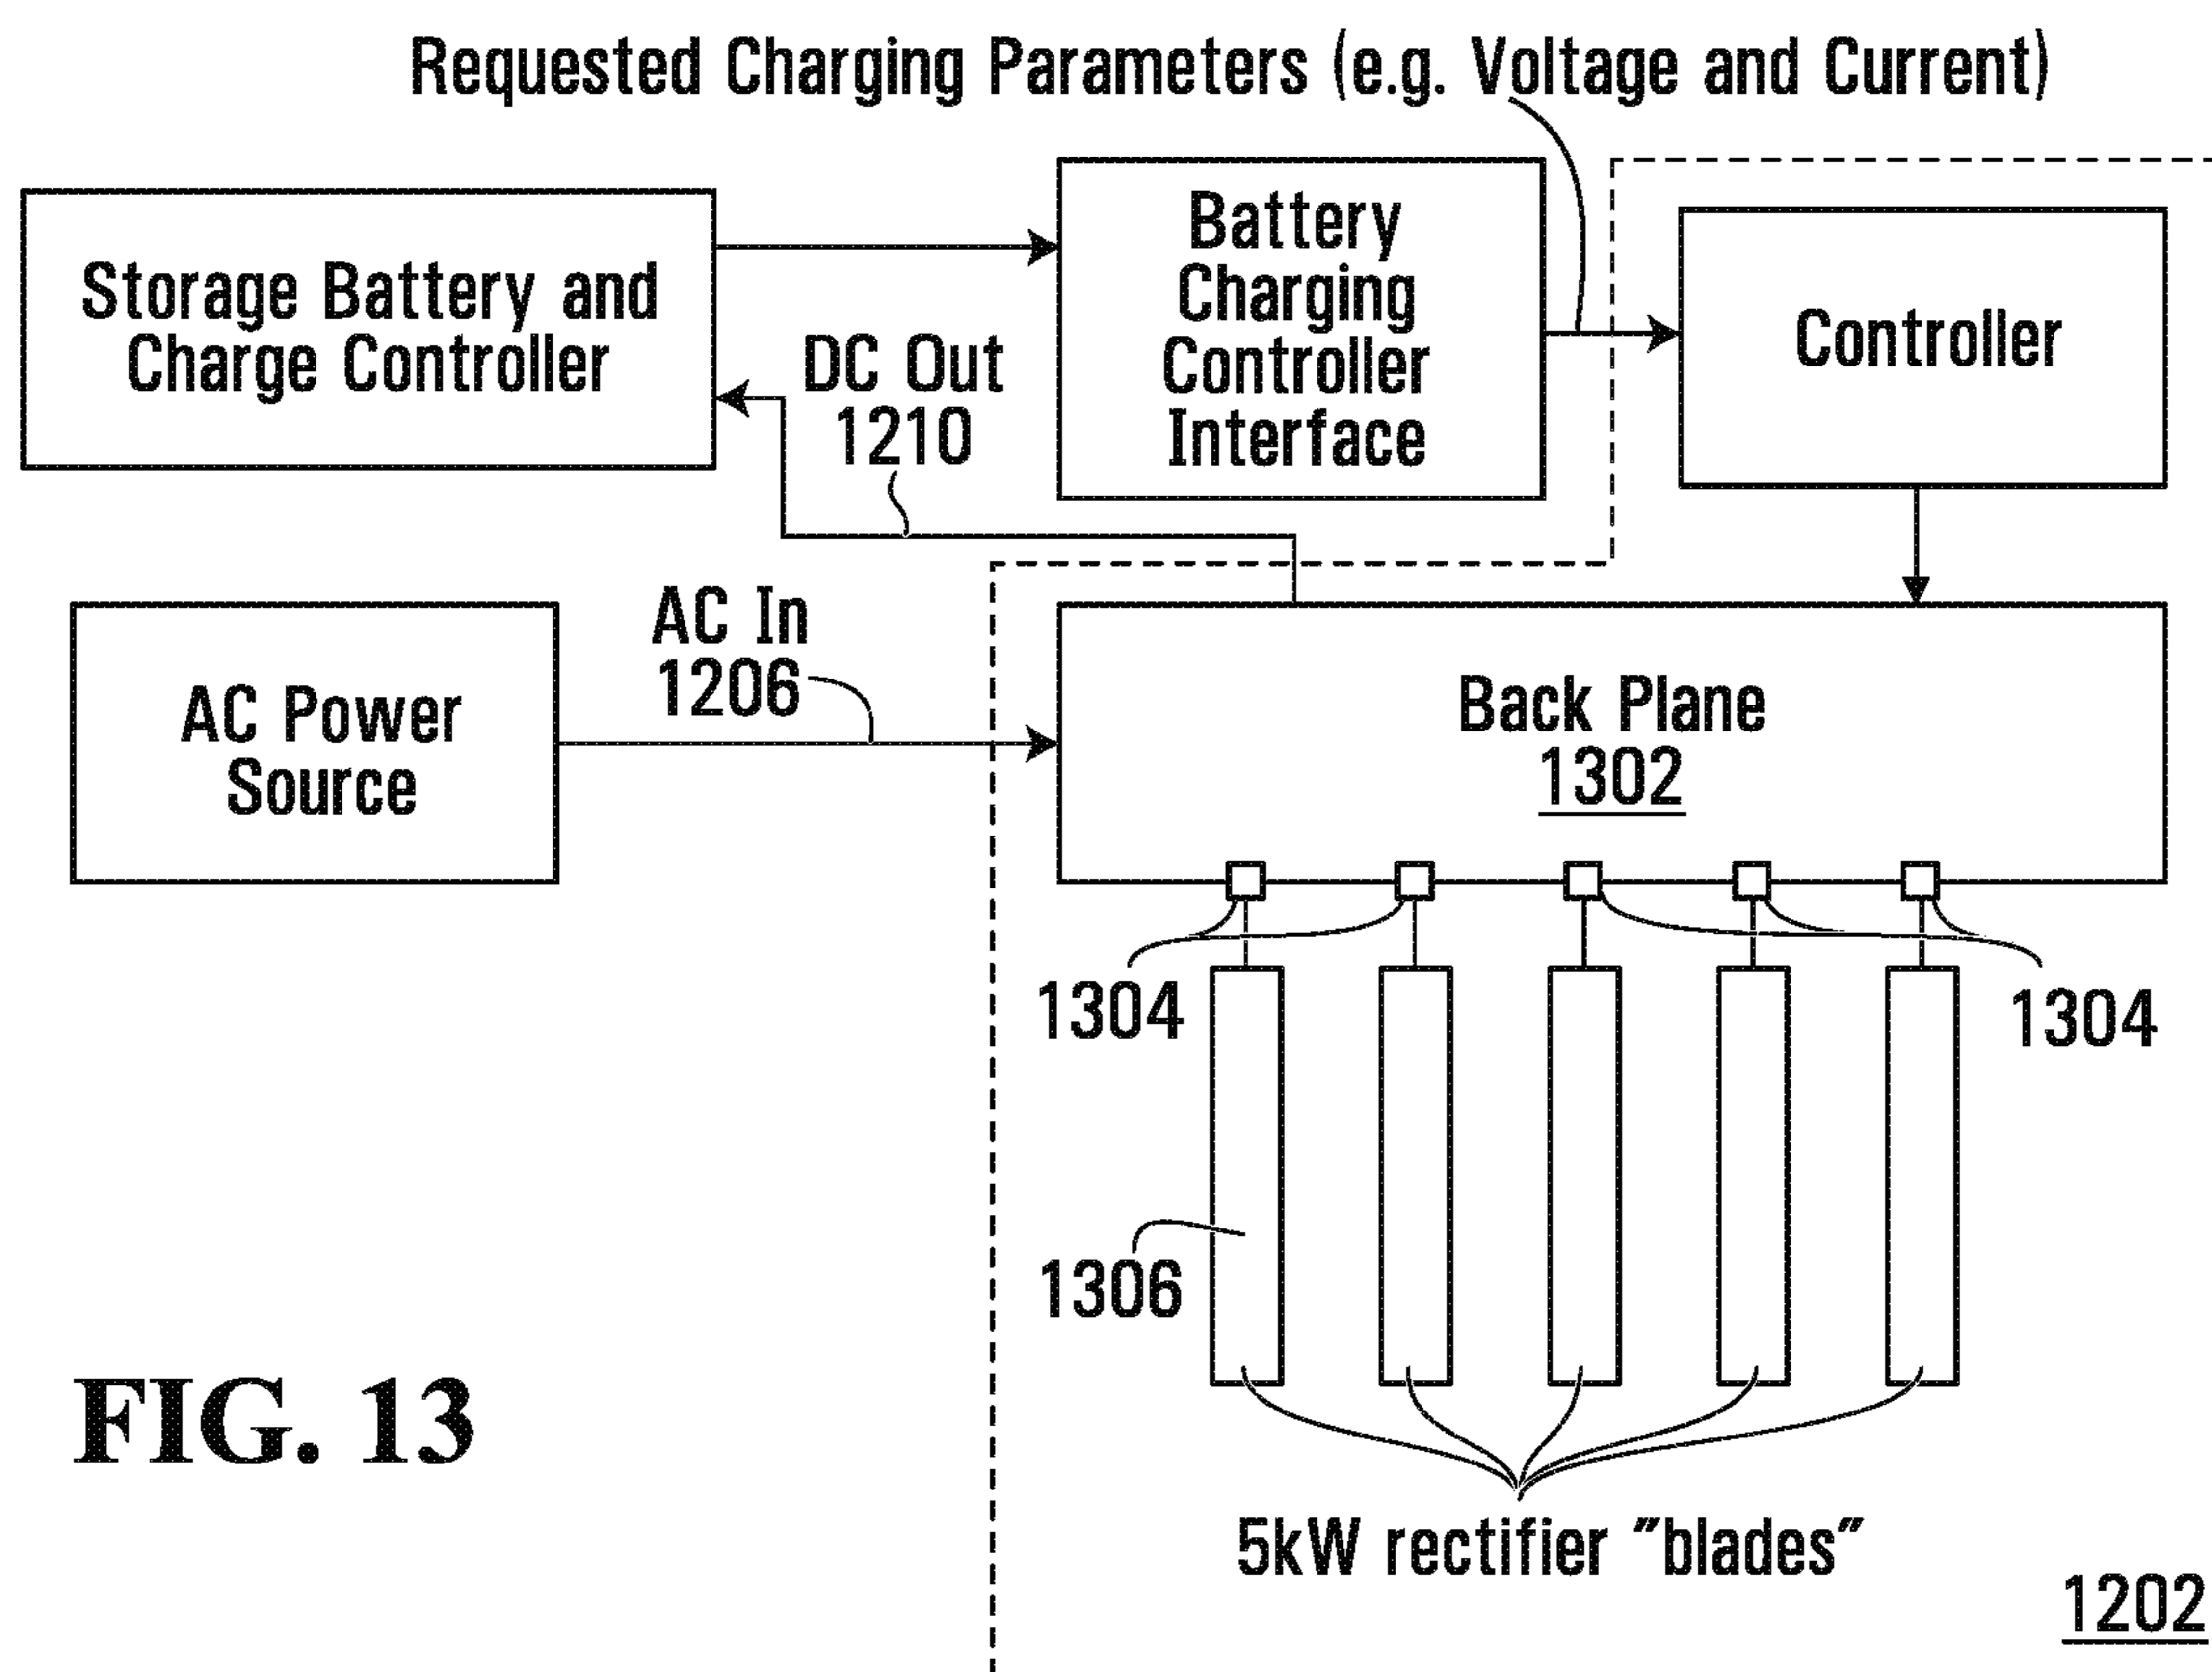 Requested Charging Parameters (e.g. Voltage and Current)
Storage Battery and
Charge Controller
Battery
Charging
Controller
Interface
Controller
DC Out
1210
AC Power
Source
AC In
1206
Back Plane
1302
1304
1304
1306
5kW rectifier "blades"
FIG. 13
1202